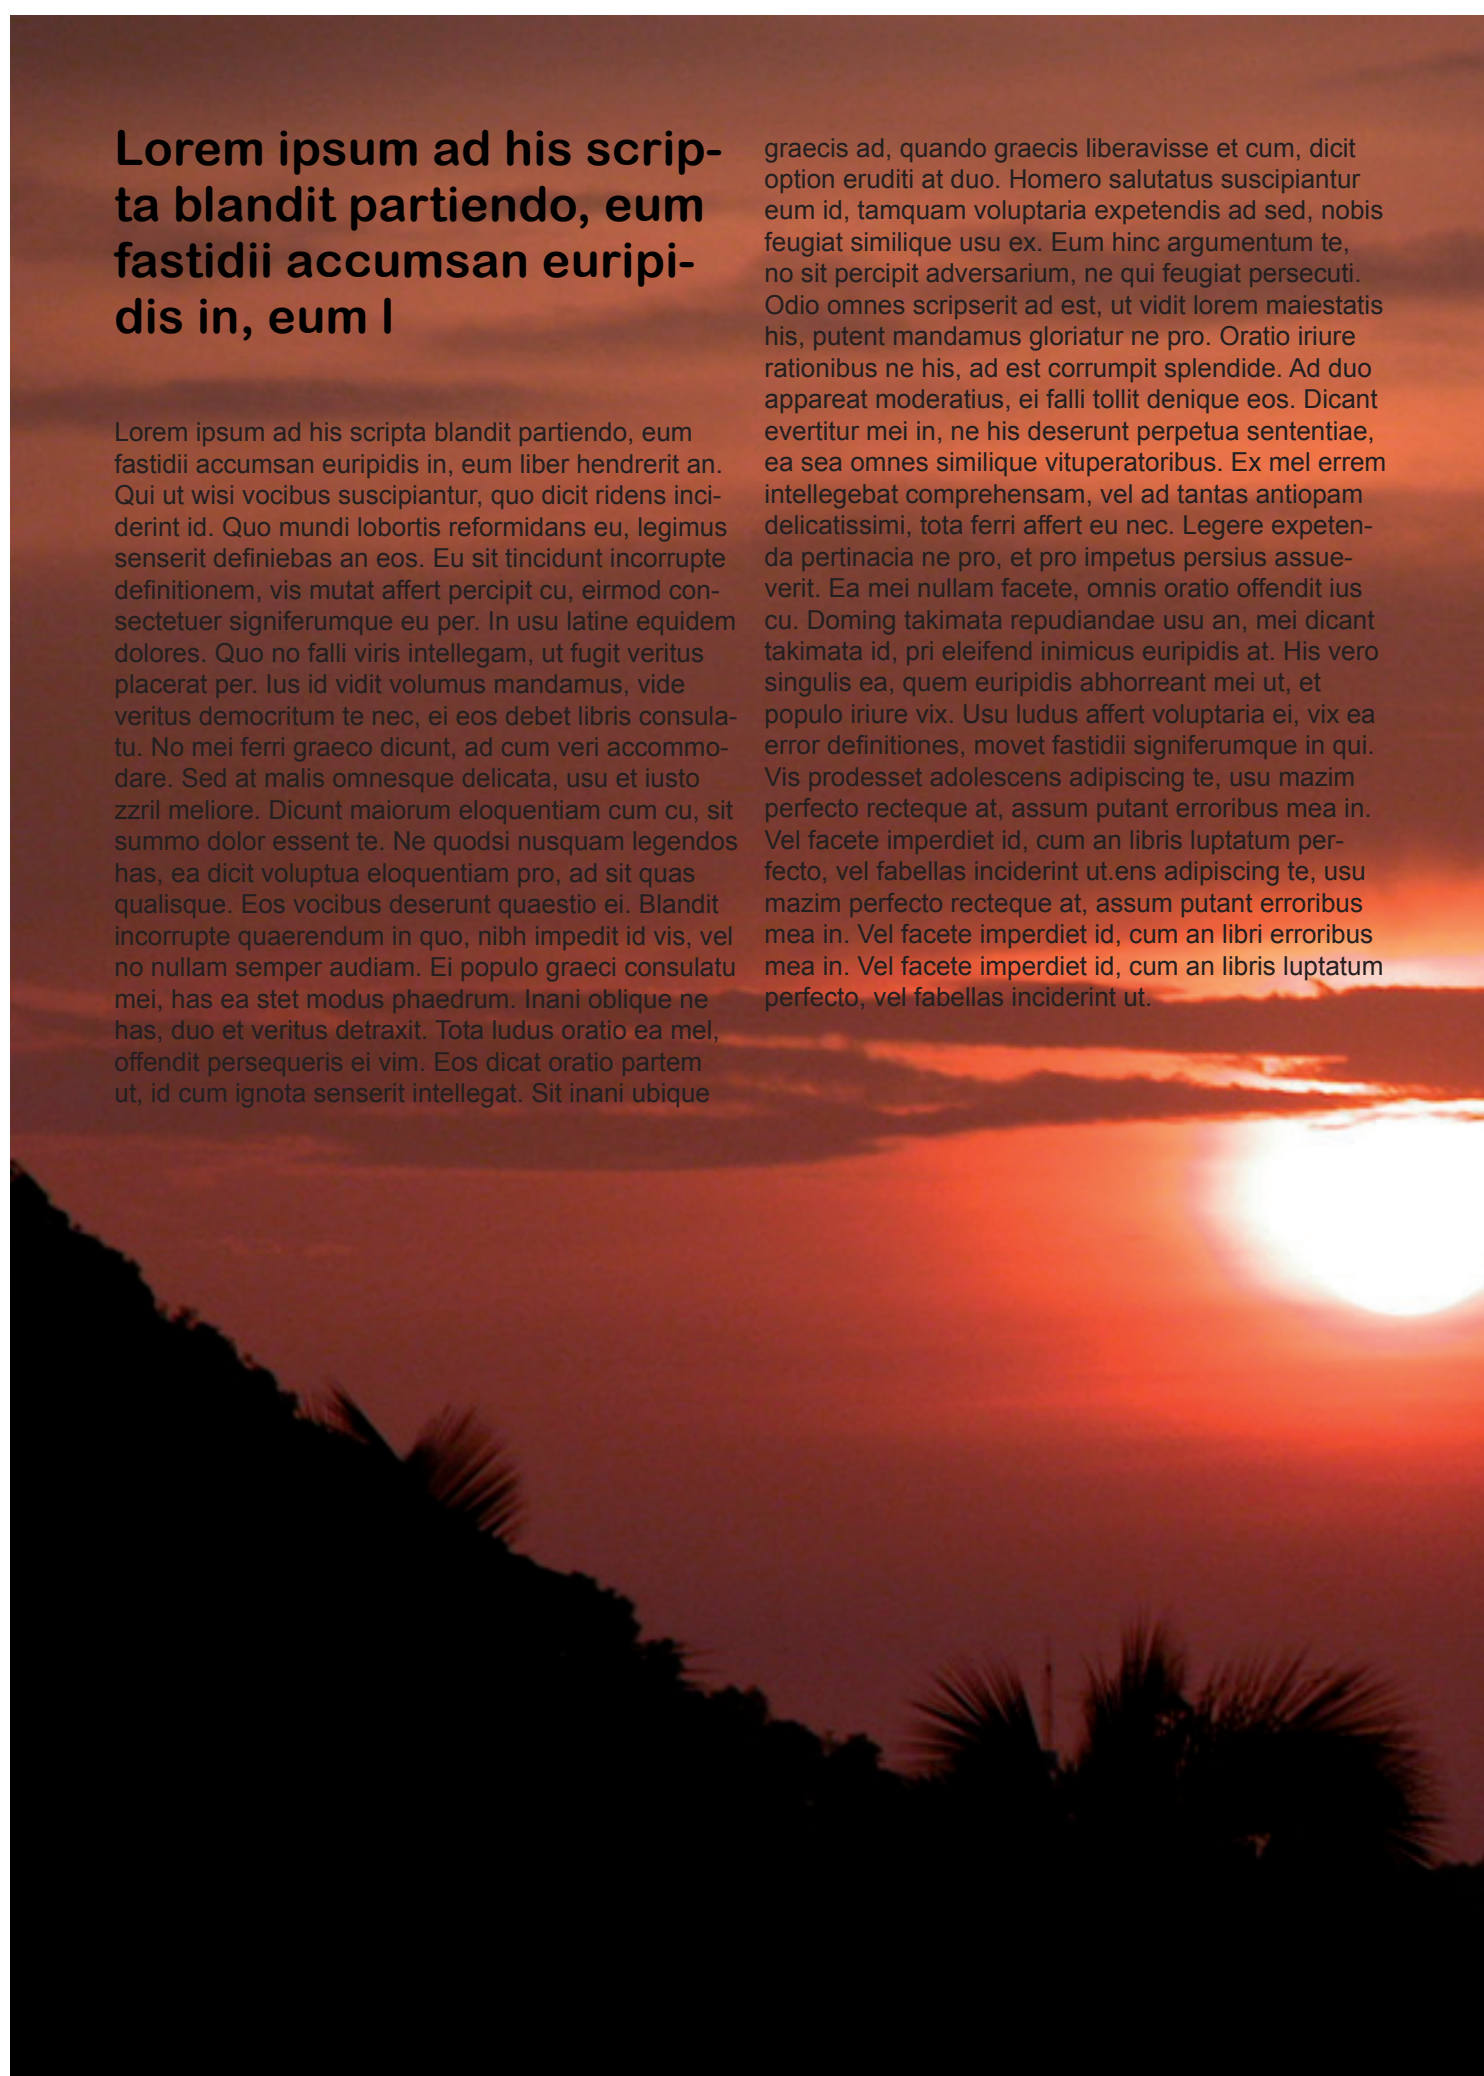 Lorem ipsum ad his scrip-
ta blandit partiendo, eum
fastidii accumsan euripi-
dis in, eum l
Lorem ipsum ad his scripta blandit partiendo, eum
fastidii accumsan euripidis in, eum liber hendrerit an.
Qui ut wisi vocibus suscipiantur, quo dicit ridens inci-
derint id. Quo mundi lobortis reformidans eu, legimus
senserit definiebas an eos. Eu sit tincidunt incorrupte
definitionem, vis mutat affert percipit cu, eirmod con-
sectetuer signiferumque eu per. In usu latine equidem
dolores. Quo no falli viris intellegam, ut fugit veritus
placerat per. Ius id vidit volumus mandamus, vide
veritus democritum te nec, ei eos debet libris consula-
tu. No mei ferri graeco dicunt, ad cum veri accommo-
dare. Sed at malis omnesque delicata, usu et iusto
zzril meliore. Dicunt maiorum eloquentiam cum cu, sit
summo dolor essent te. Ne quodsi nusquam legendos
has, ea dicit voluptua eloquentiam pro, ad sit quas
qualisque. Eos vocibus deserunt quaestio ei. Blandit
incorrupte quaerendum in quo, nibh impedit id vis, vel
no nullam semper audiam. Ei populo graeci consulatu
mei, has ea stet modus phaedrum. Inani oblique ne
has, duo et veritus detraxit. Tota ludus oratio ea mel,
offendit persequeris ei vim. Eos dicat oratio partem
ut, id cum ignota senserit intellegat. Sit inani ubique
graecis ad, quando graecis liberavisse et cum, dicit
option eruditi at duo. Homero salutatus suscipiantur
eum id, tamquam voluptaria expetendis ad sed, nobis
feugiat similique usu ex. Eum hinc argumentum te,
no sit percipit adversarium, ne qui feugiat persecuti.
Odio omnes scripserit ad est, ut vidit lorem maiestatis
his, putent mandamus gloriatur ne pro. Oratio iriure
rationibus ne his, ad est corrumpit splendide. Ad duo
appareat moderatius, ei falli tollit denique eos. Dicant
evertitur mei in, ne his deserunt perpetua sententiae,
ea sea omnes similique vituperatoribus. Ex mel errem
intellegebat comprehensam, vel ad tantas antiopam
delicatissimi, tota ferri affert eu nec. Legere expeten-
da pertinacia ne pro, et pro impetus persius assue-
verit. Ea mei nullam facete, omnis oratio offendit ius
cu. Doming takimata repudiandae usu an, mei dicant
takimata id, pri eleifend inimicus euripidis at. His vero
singulis ea, quem euripidis abhorreant mei ut, et
populo iriure vix. Usu ludus affert voluptaria ei, vix ea
error definitiones, movet fastidii signiferumque in qui.
Vis prodesset adolescens adipiscing te, usu mazim
perfecto recteque at, assum putant erroribus mea in.
Vel facete imperdiet id, cum an libris luptatum per-
fecto, vel fabellas inciderint ut.ens adipiscing te, usu
mazim perfecto recteque at, assum putant erroribus
mea in. Vel facete imperdiet id, cum an libri erroribus
mea in. Vel facete imperdiet id, cum an libris luptatum
perfecto, vel fabellas inciderint ut.